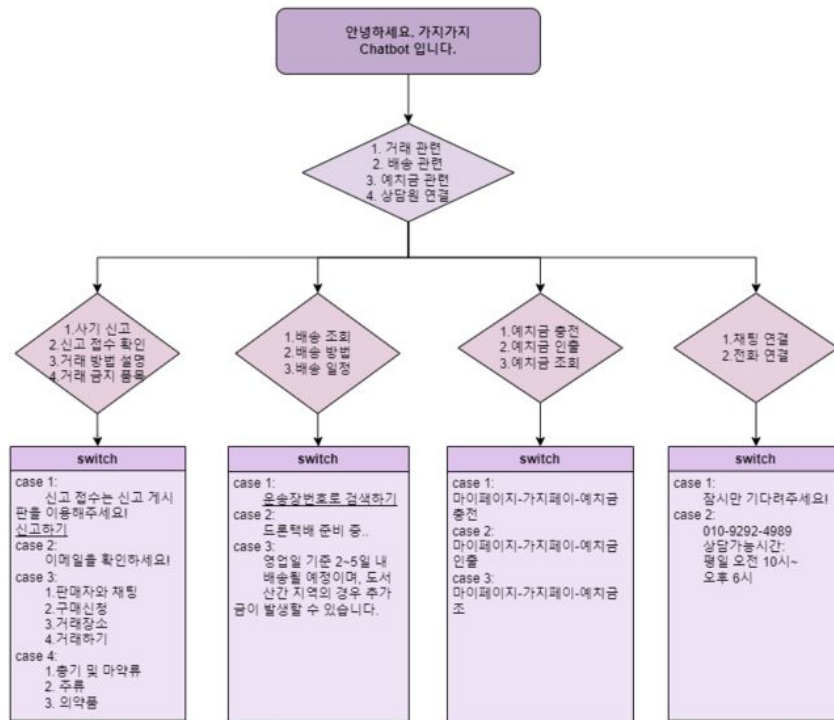 안녕하세요. 가지가지
Chatbot 입니다.
1. 거래 관련
2. 배송 관련
3. 예치금 관련
4. 상담원 연결
1.사기 신고
2.신고 접수 확인
3.거래 방법 설명
4.거래 금지 품목
1.배송 조회
2.배송 방법
3.배송 일정
1.예치금 충전
2.예치금 인출
3.예치금 조회
1.채팅 연결
2.전화 연결
switch
case 1:
신고 접수는 신고 게시
판을 이용해주세요!
신고하기
case 2:
이메일을 확인하세요!
case 3:
1.판매자와 채팅
2.구매신청
3.거래장소
4.거래하기
case 4:
1.총기 및 마약류
2. 주류
3. 의약품
switch
case 1:
운송장번호로 검색하기
case 2:
드론택배 준비 중..
case 3:
영업일 기준 2~5일 내
배송될 예정이며, 도서
산간 지역의 경우 추가
금이 발생할 수 있습니다.
switch
case 1:
마이페이지-가지페이-예치금
충전
case 2:
마이페이지-가지페이-예치금
인출
case 3:
마이페이지-가지페이-예치금
조
switch
case 1:
잠시만 기다려주세요!
case 2:
010-9292-4989
상담가능시간:
평일 오전 10시~
오후 6시